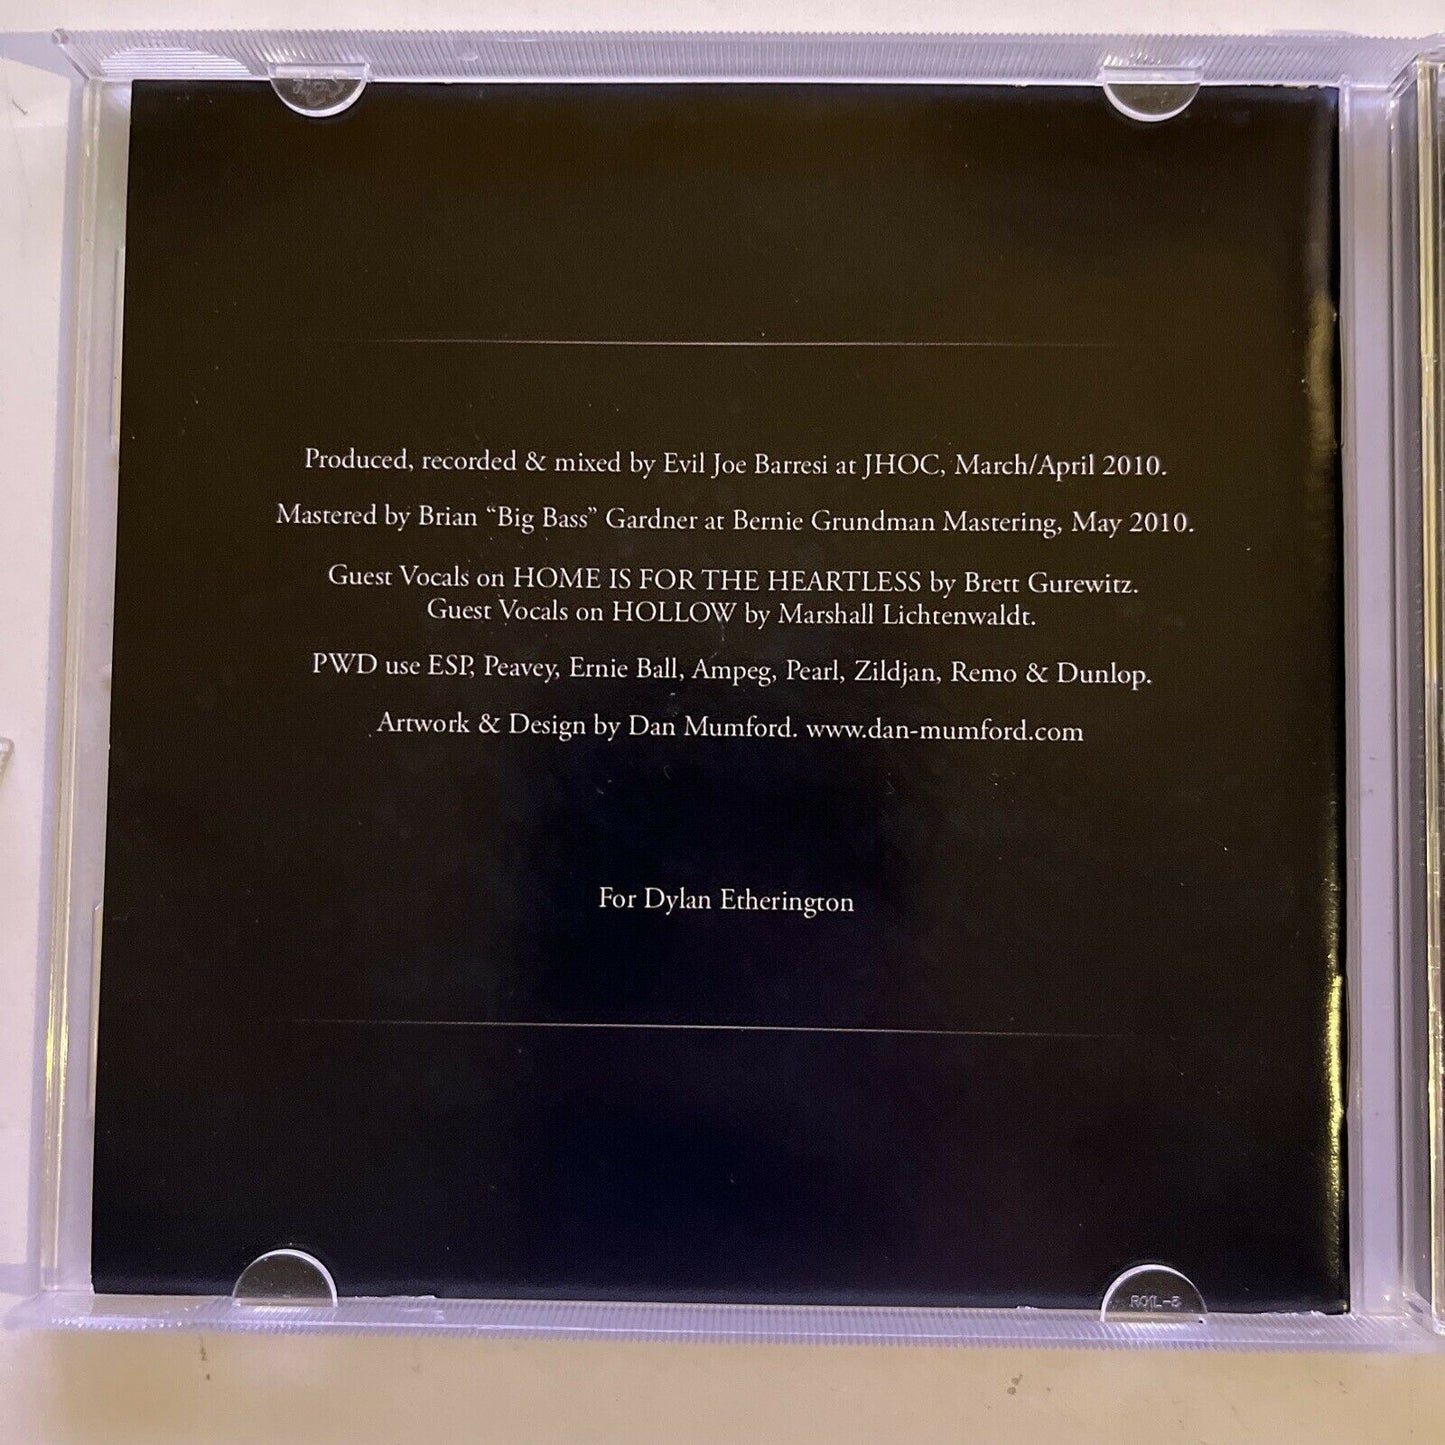 Produced, recorded & mixed by Evil Joe Barresi at JHOC, March/April 2010.
Mastered by Brian “Big Bass” Gardner at Bernie Grundman Mastering, May 2010.
Guest Vocals on HOME IS FOR THE HEARTLESS by Brett Gurewitz.
Guest Vocals on HOLLOW by Marshall Lichtenwaldt.
PWD use ESP, Peavey, Ernie Ball, Ampeg, Pearl, Zildjan, Remo & Dunlop.
Artwork & Design by Dan Mumford. www.dan-mumford.com
For Dylan Etherington